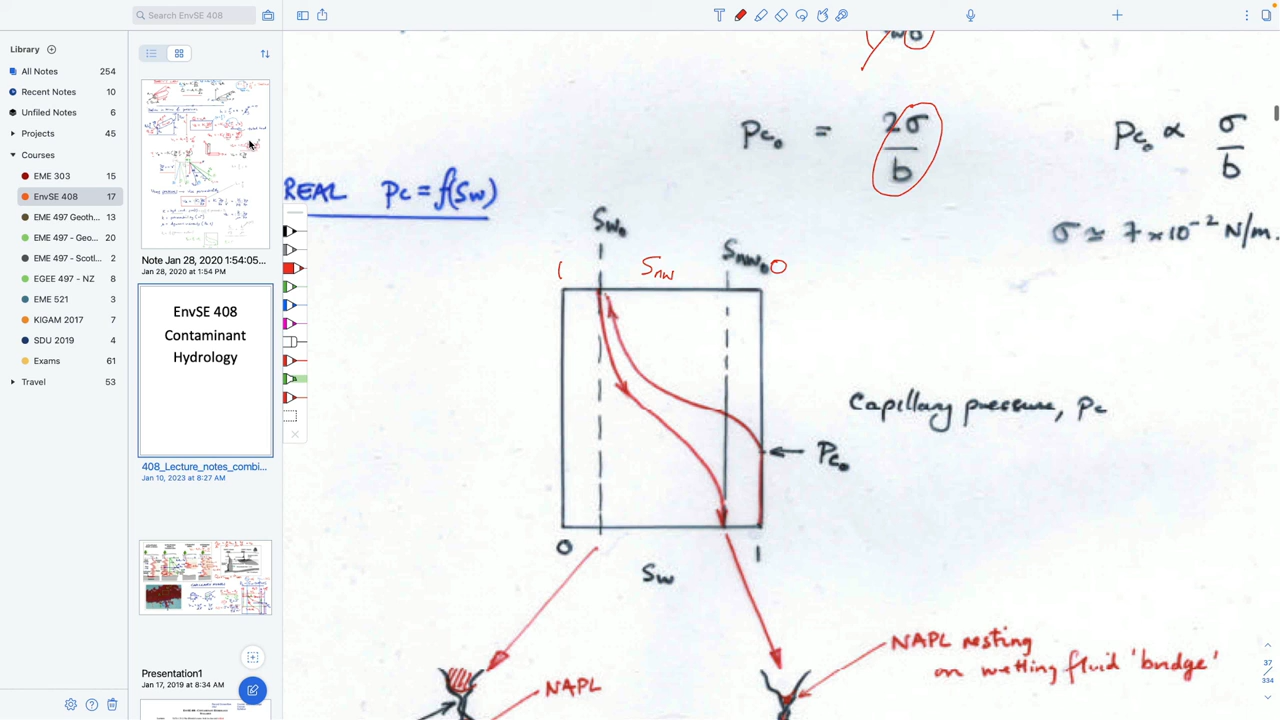 Search EnvSE 408
Library
All Notes 254
Recent Notes 10
Unfiled Notes 6
Projects 45
Courses
EME 303 15
EnvSE 408 17
EME 497 Geoth... 13
EME 497 - Geo... 20
EME 497 - Scotl... 2
EGEE 497 - NZ 8
EME 521 3
KIGAM 2017 7
SDU 2019 4
Exams 61
Travel 53
Note Jan 28, 2020 1:54:05...
Jan 28, 2020 at 1:54 PM
EnvSE 408
Contaminant
Hydrology
408_Lecture_notes_combi...
Jan 10, 2023 at 8:27 AM
Presentation1
Jan 17, 2019 at 8:34 AM
Pc₀ = 2σ/b
Pc₀ ∝ σ/b
REAL Pc = f(Sw)
σ ≃ 7×10⁻² N/m.
Sw₀
Snw₀
1 Snw 0
Capillary pressure, Pc
← Pc₀
0 1
Sw
NAPL resting
on wetting fluid 'bridge'
NAPL
37
334